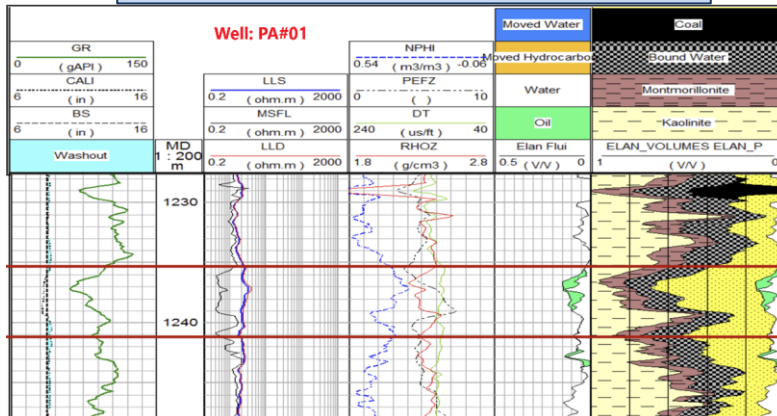 Well: PA#01
GR
0 (gAPI) 150
CALI
6 (in) 16
BS
6 (in) 16
Washout
MD
1 : 200
m
LLS
0.2 (ohm.m) 2000
MSFL
0.2 (ohm.m) 2000
LLD
0.2 (ohm.m) 2000
NPHI
0.54 (m3/m3) -0.06
PEFZ
0 ( ) 10
DT
240 (us/ft) 40
RHOZ
1.8 (g/cm3) 2.8
Moved Water
Moved Hydrocarbo
Water
Oil
Elan Flui
0.5 (V/V) 0
Coal
Bound Water
Montmorillonite
Kaolinite
ELAN_VOLUMES ELAN_P
1 (V/V) 0
1230
1240